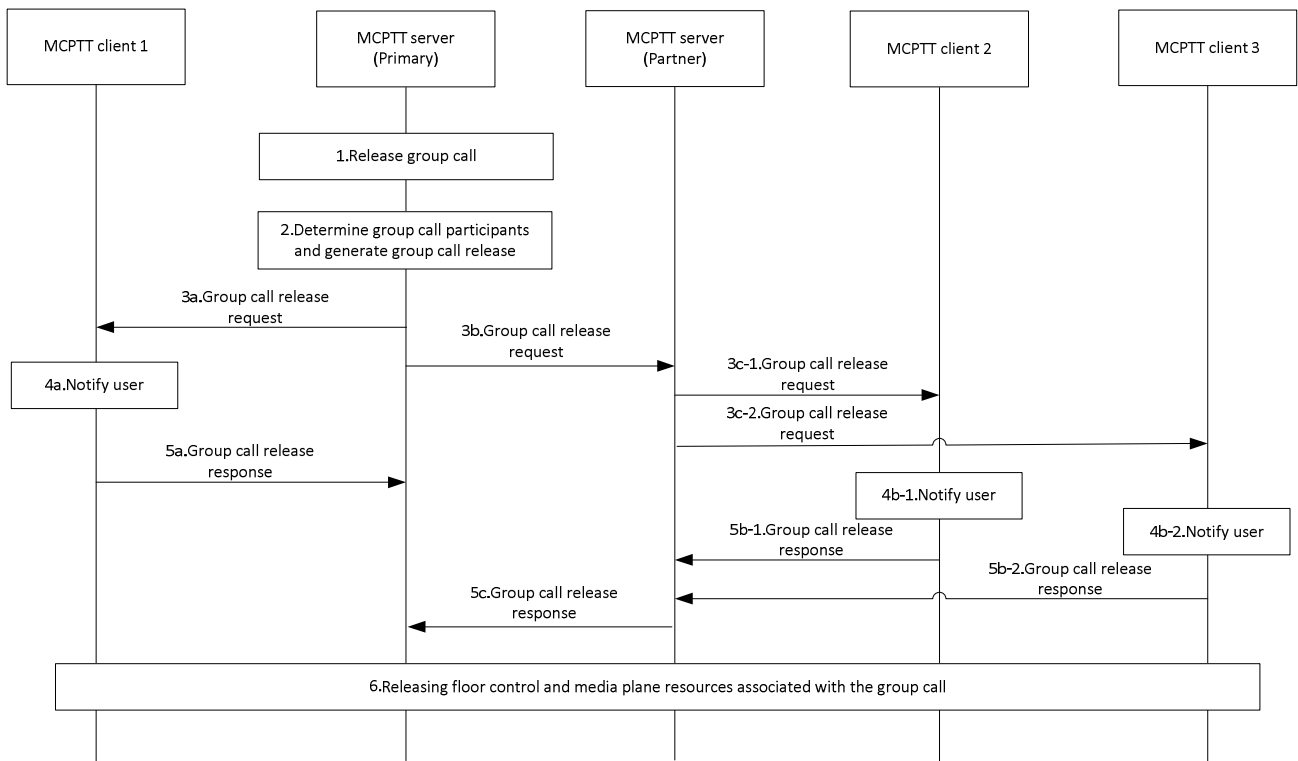 MCPTT client 1
MCPTT server
(Primary)
MCPTT server
(Partner)
MCPTT client 2
MCPTT client 3
1.Release group call
2.Determine group call participants
and generate group call release
3a.Group call release
request
3b.Group call release
request
3c-1.Group call release
request
4a.Notify user
3c-2.Group call release
request
5a.Group call release
response
4b-1.Notify user
4b-2.Notify user
5b-1.Group call release
response
5b-2.Group call release
response
5c.Group call release
response
6.Releasing floor control and media plane resources associated with the group call